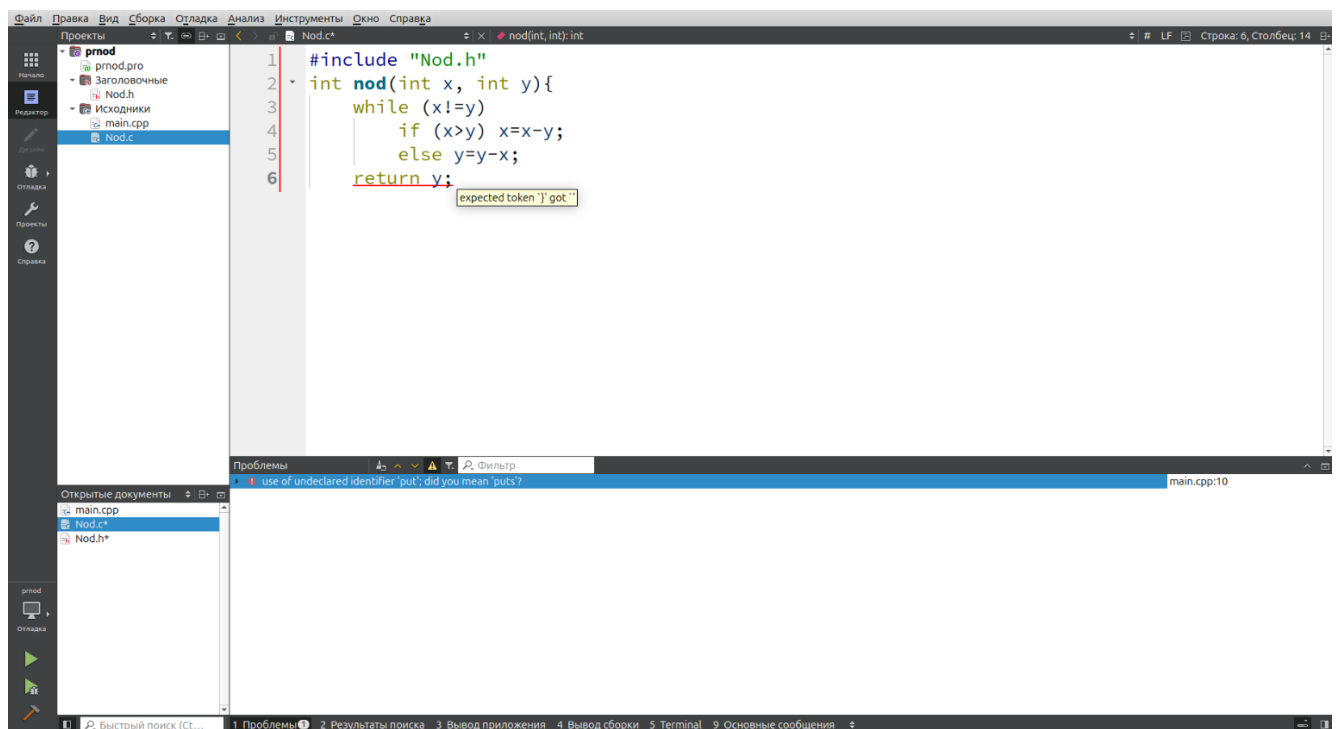 Файл Правка Вид Сборка Отладка Анализ Инструменты Окно Справка
Проекты
Nod.c*
nod(int, int): int
# LF Строка: 6, Столбец: 14
Начало
Редактор
Дизайн
Отладка
Проекты
Справка
prnod
prnod.pro
Заголовочные
Nod.h
Исходники
main.cpp
Nod.c
1 #include "Nod.h"
2 int nod(int x, int y){
3 while (x!=y)
4 if (x>y) x=x-y;
5 else y=y-x;
6 return y;
expected token `}' got `'
Проблемы
Фильтр
use of undeclared identifier 'put'; did you mean 'puts'?
main.cpp:10
Открытые документы
main.cpp
Nod.c*
Nod.h*
prnod
Отладка
Быстрый поиск (Ct...
1 Проблемы 1 2 Результаты поиска 3 Вывод приложения 4 Вывод сборки 5 Terminal 9 Основные сообщения